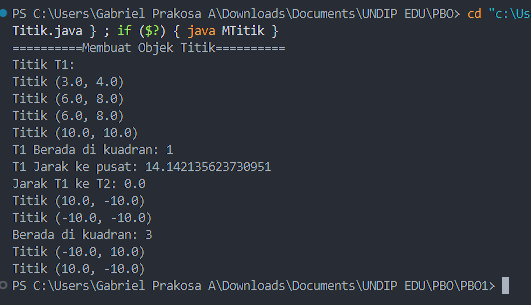 PS C:\Users\Gabriel Prakosa A\Downloads\Documents\UNDIP EDU\PBO> cd "c:\Us
Titik.java } ; if ($?) { java MTitik }
==========Membuat Objek Titik==========
Titik T1:
Titik (3.0, 4.0)
Titik (6.0, 8.0)
Titik (6.0, 8.0)
Titik (10.0, 10.0)
T1 Berada di kuadran: 1
T1 Jarak ke pusat: 14.142135623730951
Jarak T1 ke T2: 0.0
Titik (10.0, -10.0)
Titik (-10.0, -10.0)
Berada di kuadran: 3
Titik (-10.0, 10.0)
Titik (10.0, -10.0)
PS C:\Users\Gabriel Prakosa A\Downloads\Documents\UNDIP EDU\PBO\PBO1>